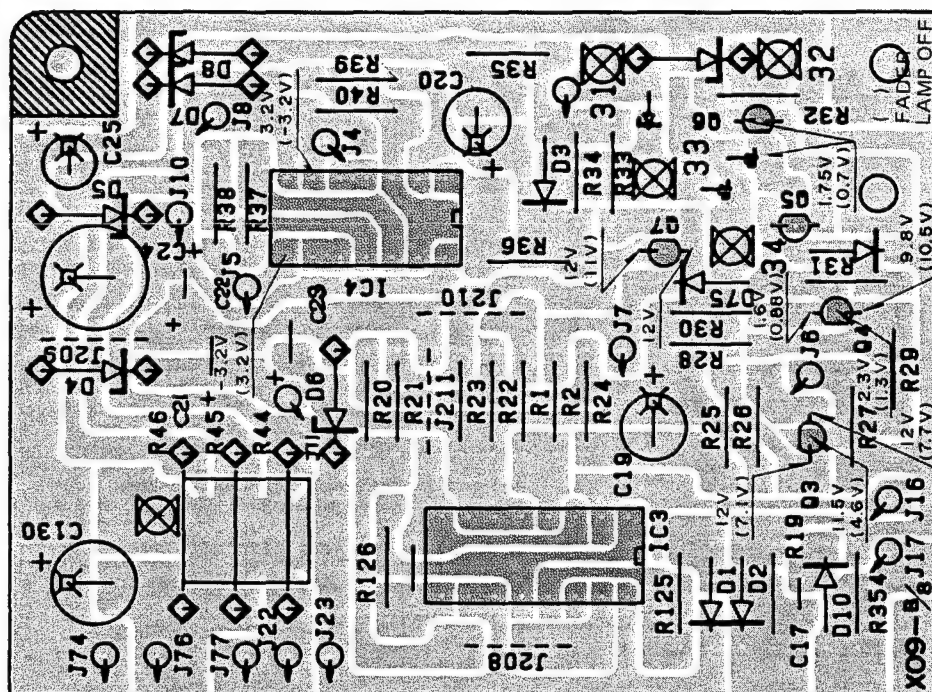 D8
D7
J8
R39
R40
3.2V
(-3.2V)
J4
C20
R35
31
32
Q6
R32
( )
FADER
LAMP OFF
C25
J10
D5
R38
R37
D3
R34
R33
33
1.75V
(0.7V)
Q5
C24
C22
J5
IC4
C23
R36
12V
(11V)
Q7
34
R31
9.8V
(10.5V)
J210
J7
12V
D75
R30
R28
1.6V
(0.88V)
J6
Q4
R29
J209
D4
-3.2V
(3.2V)
D6
J11
R20
R21
J211
R23
R22
R1
R2
R24
C19
R25
R26
R27
2.3V
(1.3V)
12V
(7.7V)
R46
C21
R45
R44
12V
(7.1V)
Q3
11.5V
(4.6V)
J16
C130
R126
IC3
R125
D1
D2
R19
C17
D10
R354
J17
J74
J76
J77
J22
J23
J208
X09-B/8